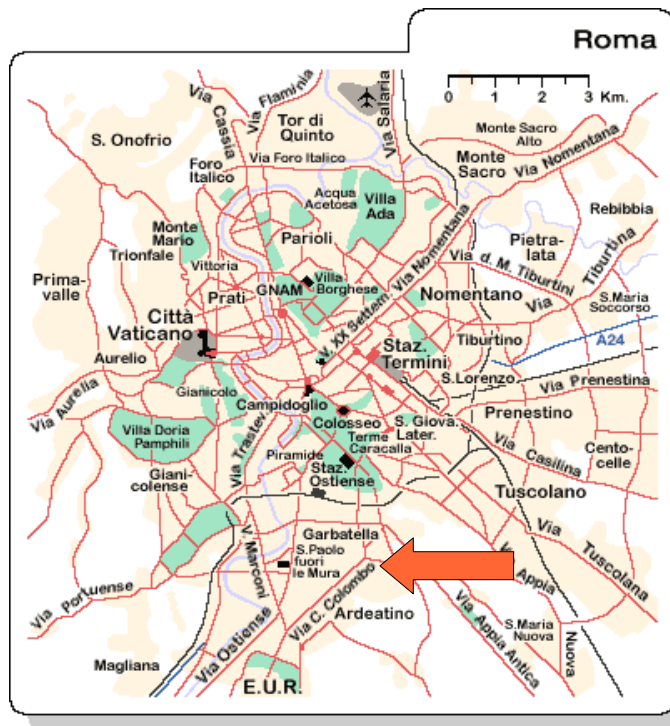 Roma
0 1 2 3 Km.
Via Flaminia
Via Cassia
Via Salaria
Tor di
Quinto
S. Onofrio
Via Foro Italico
Foro
Italico
Monte Sacro
Alto
Monte
Sacro
Via Nomentana
Acqua
Acetosa
Villa
Ada
Rebibbia
Monte
Mario
Trionfale
Parioli
Via Nomentana
Pietra-
lata
Via d. M. Tiburtini
Via Tiburtina
Vittoria
Prima-
valle
Prati
GNAM
Villa
Borghese
Nomentano
S.Maria
Soccorso
Città
Vaticano
V. XX Settem.
Staz.
Termini
Tiburtino
A24
Aurelio
S.Lorenzo
Via Prenestina
Via Aurelia
Gianicolo
Campidoglio
Colosseo
S. Giova.
Later.
Prenestino
Villa Doria
Pamphili
Via Traster.
Terme
Caracalla
Via Casilina
Cento-
celle
Piramide
Staz.
Ostiense
Giani-
colense
Tuscolano
V. Marconi
Garbatella
S.Paolo
fuori
le Mura
Via Tuscolana
Via Appia
Nuova
Via Portuense
Via C. Colombo
Ardeatino
Via Appia Antica
S.Maria
Nuova
Via Ostiense
Magliana
E.U.R.